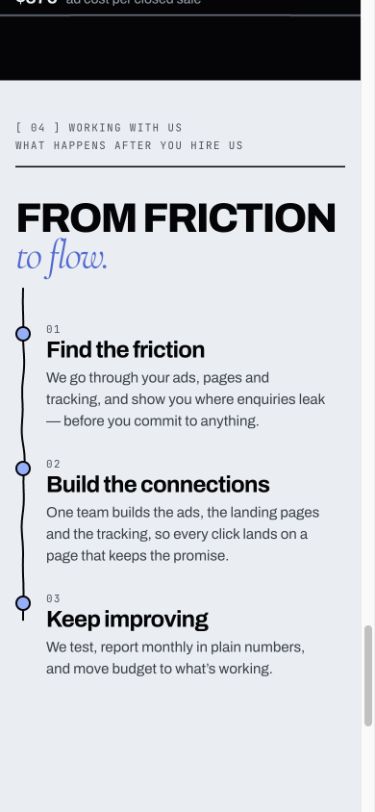 ad cost per closed sale
[ 04 ] WORKING WITH US
WHAT HAPPENS AFTER YOU HIRE US
FROM FRICTION
to flow.
01
Find the friction
We go through your ads, pages and
tracking, and show you where enquiries leak
— before you commit to anything.
02
Build the connections
One team builds the ads, the landing pages
and the tracking, so every click lands on a
page that keeps the promise.
03
Keep improving
We test, report monthly in plain numbers,
and move budget to what's working.